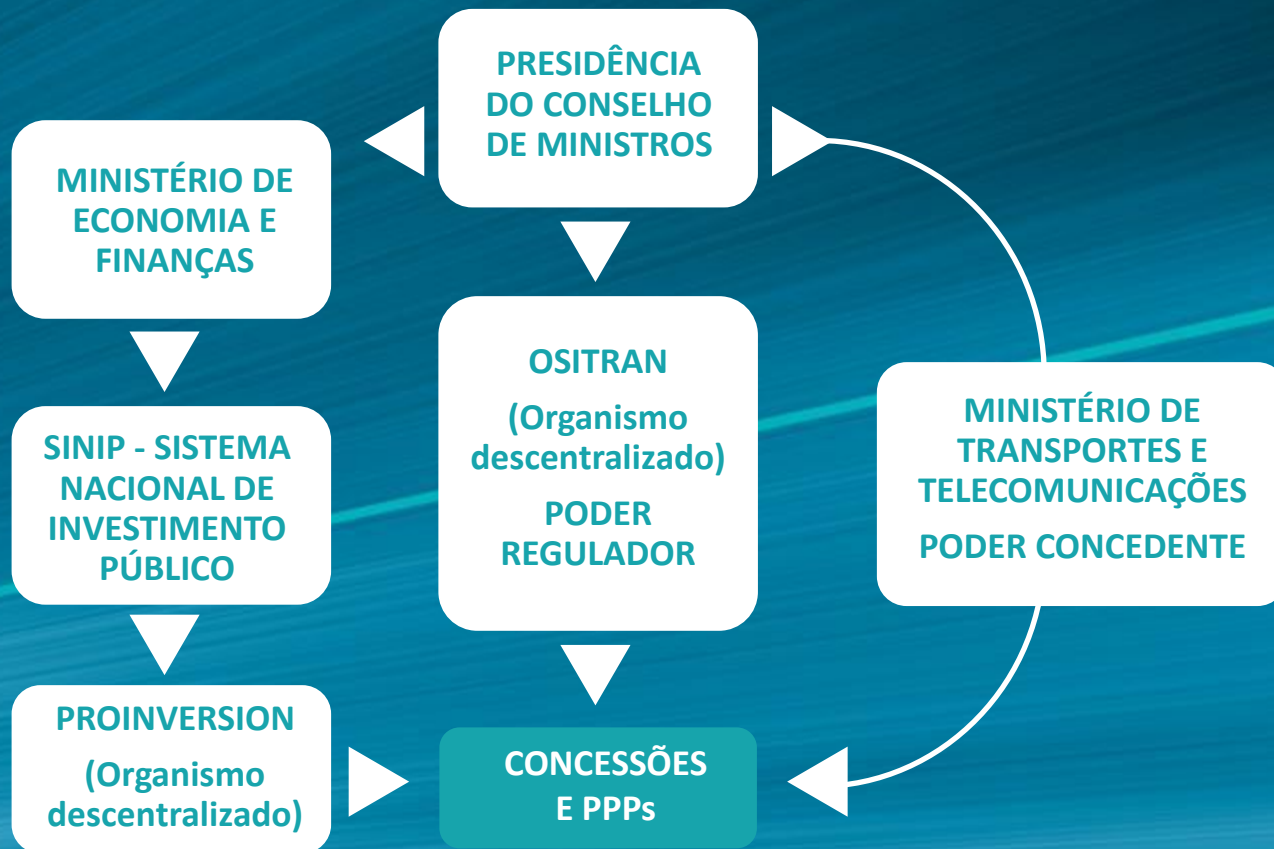 PRESIDÊNCIA
DO CONSELHO
DE MINISTROS
MINISTÉRIO DE
ECONOMIA E
FINANÇAS
OSITRAN
(Organismo
descentralizado)
PODER
REGULADOR
MINISTÉRIO DE
TRANSPORTES E
TELECOMUNICAÇÕES
PODER CONCEDENTE
SINIP - SISTEMA
NACIONAL DE
INVESTIMENTO
PÚBLICO
PROINVERSION
(Organismo
descentralizado)
CONCESSÕES
E PPPs